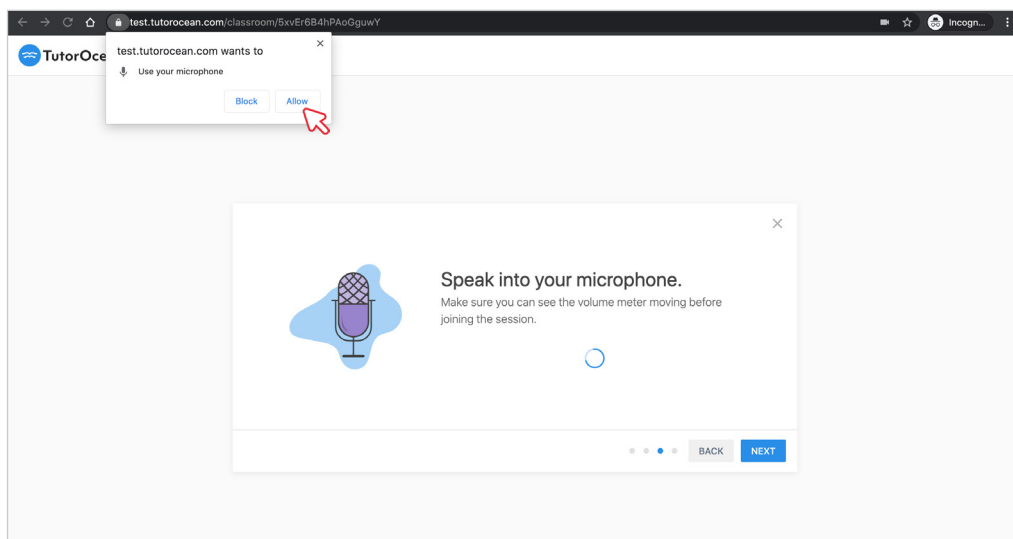 test.tutorocean.com/classroom/5xvEr6B4hPAoGguwY
Incogn...
TutorOce
test.tutorocean.com wants to
Use your microphone
Block
Allow
Speak into your microphone.
Make sure you can see the volume meter moving before
joining the session.
BACK
NEXT